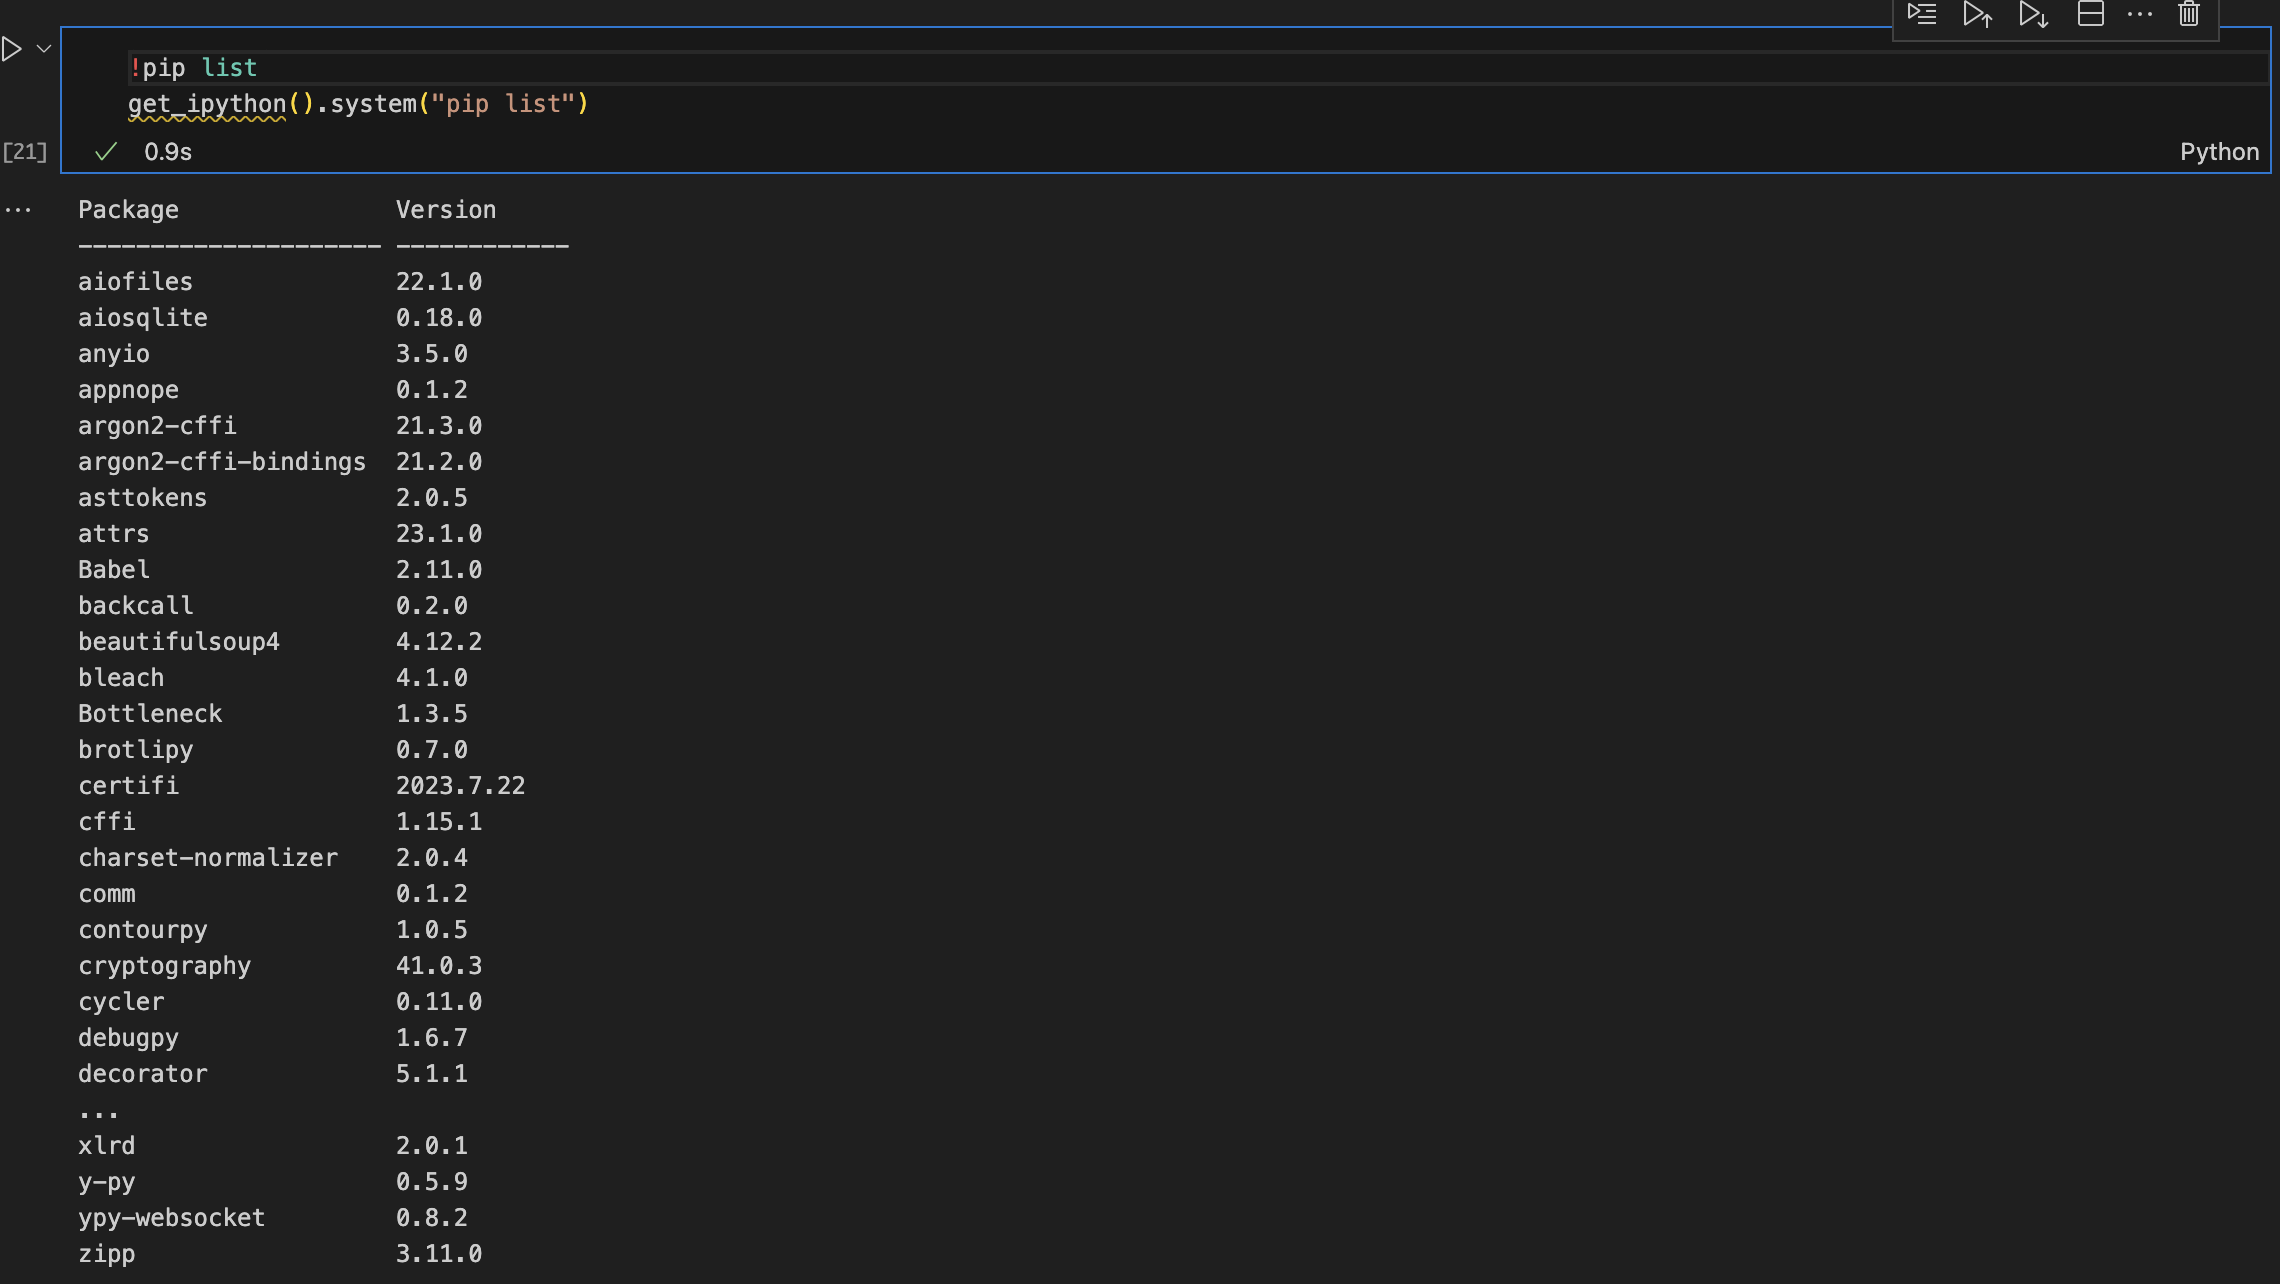 !pip list
get_ipython().system("pip list")
[21] 0.9s Python
... Package Version
--------------------- ------------
aiofiles 22.1.0
aiosqlite 0.18.0
anyio 3.5.0
appnope 0.1.2
argon2-cffi 21.3.0
argon2-cffi-bindings 21.2.0
asttokens 2.0.5
attrs 23.1.0
Babel 2.11.0
backcall 0.2.0
beautifulsoup4 4.12.2
bleach 4.1.0
Bottleneck 1.3.5
brotlipy 0.7.0
certifi 2023.7.22
cffi 1.15.1
charset-normalizer 2.0.4
comm 0.1.2
contourpy 1.0.5
cryptography 41.0.3
cycler 0.11.0
debugpy 1.6.7
decorator 5.1.1
...
xlrd 2.0.1
y-py 0.5.9
ypy-websocket 0.8.2
zipp 3.11.0